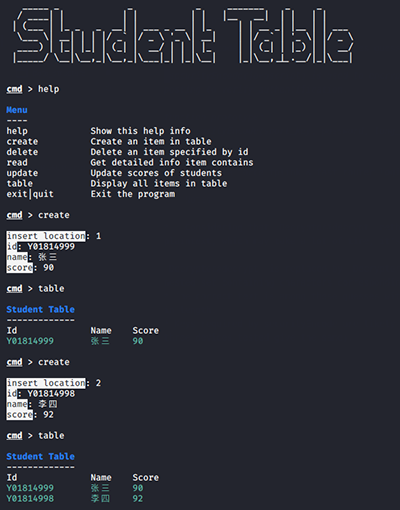 Student Table
cmd > help
Menu
----
help Show this help info
create Create an item in table
delete Delete an item specified by id
read Get detailed info item contains
update Update scores of students
table Display all items in table
exit|quit Exit the program
cmd > create
insert location: 1
id: Y01814999
name: 张三
score: 90
cmd > table
Student Table
-------------
Id Name Score
Y01814999 张三 90
cmd > create
insert location: 2
id: Y01814998
name: 李四
score: 92
cmd > table
Student Table
-------------
Id Name Score
Y01814999 张三 90
Y01814998 李四 92